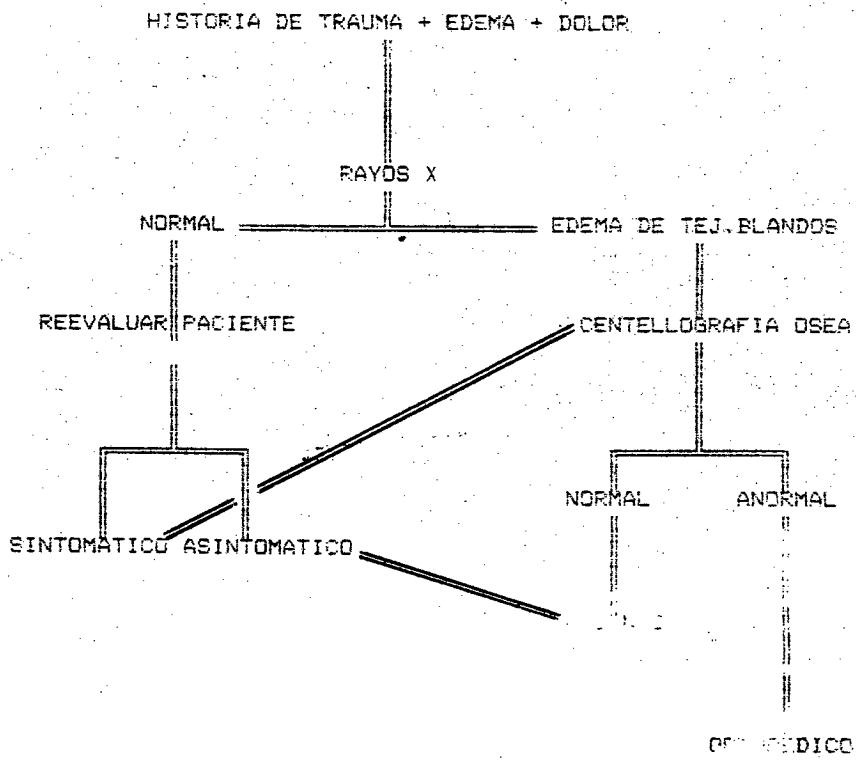 HISTORIA DE TRAUMA + EDEMA + DOLOR
RAYOS X
NORMAL EDEMA DE TEJ.BLANDOS
REEVALUAR PACIENTE CENTELLOGRAFIA OSEA
NORMAL ANORMAL
SINTOMATICO ASINTOMATICO